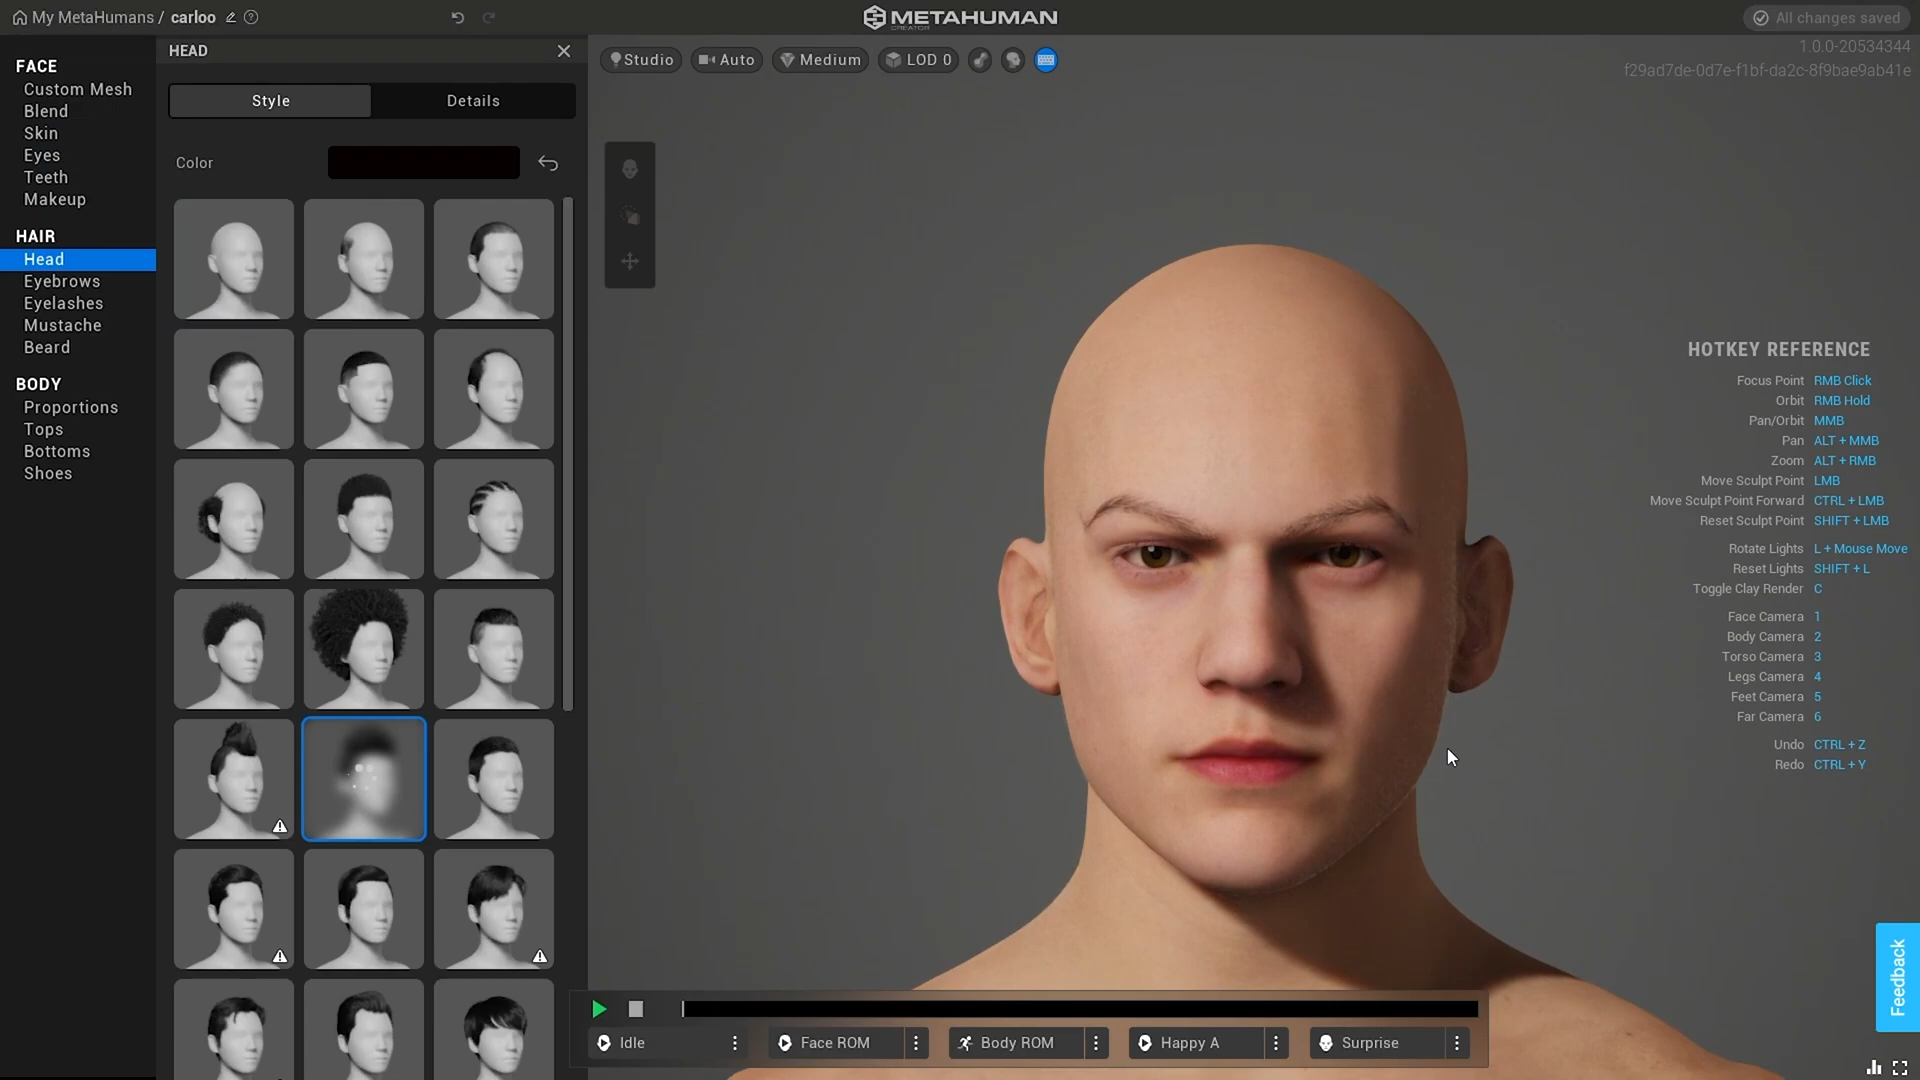 My MetaHumans / carloo
METAHUMAN
CREATOR
All changes saved
1.0.0-20534344
f29ad7de-0d7e-f1bf-da2c-8f9bae9ab41e
FACE
Custom Mesh
Blend
Skin
Eyes
Teeth
Makeup
HAIR
Head
Eyebrows
Eyelashes
Mustache
Beard
BODY
Proportions
Tops
Bottoms
Shoes
HEAD
Style
Details
Color
Studio
Auto
Medium
LOD 0
HOTKEY REFERENCE
Focus Point RMB Click
Orbit RMB Hold
Pan/Orbit MMB
Pan ALT + MMB
Zoom ALT + RMB
Move Sculpt Point LMB
Move Sculpt Point Forward CTRL + LMB
Reset Sculpt Point SHIFT + LMB
Rotate Lights L + Mouse Move
Reset Lights SHIFT + L
Toggle Clay Render C
Face Camera 1
Body Camera 2
Torso Camera 3
Legs Camera 4
Feet Camera 5
Far Camera 6
Undo CTRL + Z
Redo CTRL + Y
Feedback
Idle
Face ROM
Body ROM
Happy A
Surprise